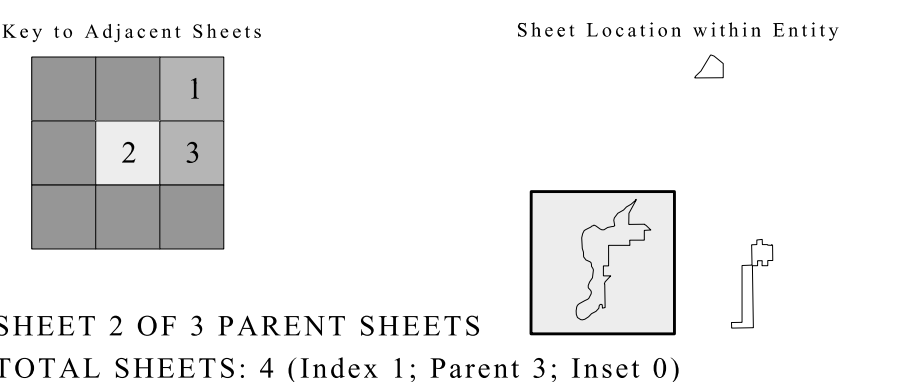 Key to Adjacent Sheets
Sheet Location within Entity
1
2 3
SHEET 2 OF 3 PARENT SHEETS
TOTAL SHEETS: 4 (Index 1; Parent 3; Inset 0)